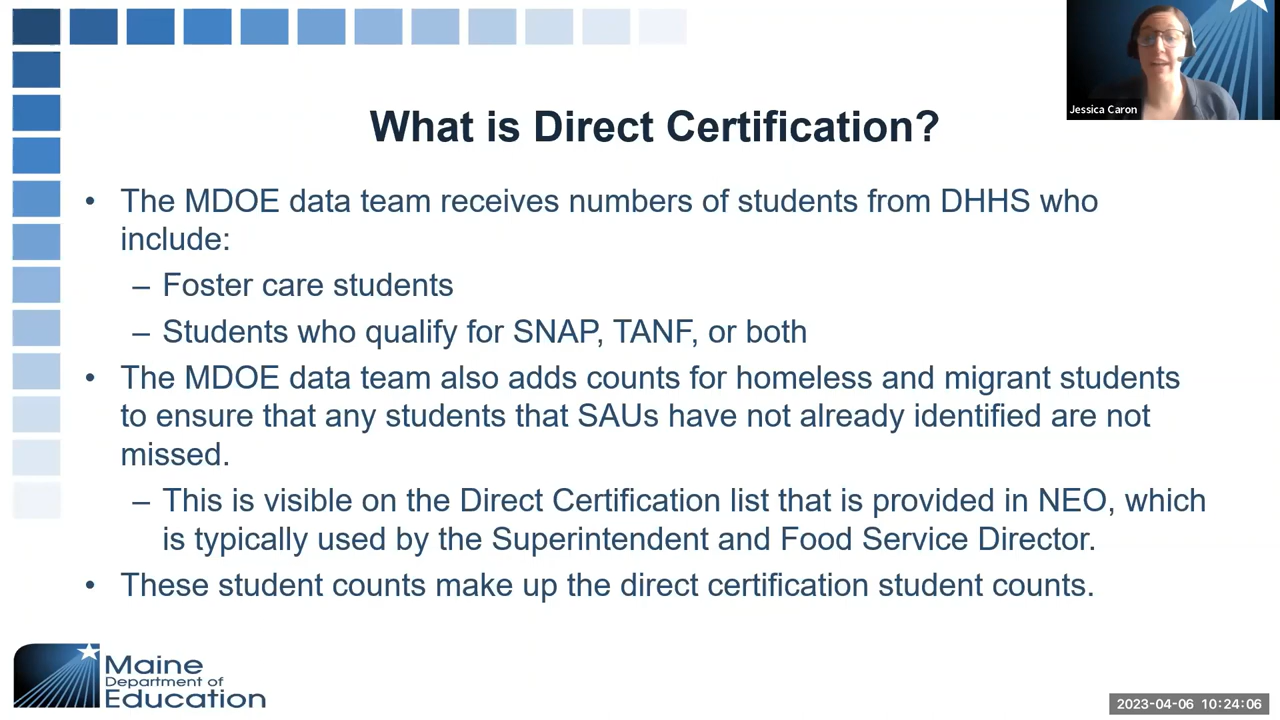 Jessica Caron
What is Direct Certification?
• The MDOE data team receives numbers of students from DHHS who
include:
– Foster care students
– Students who qualify for SNAP, TANF, or both
• The MDOE data team also adds counts for homeless and migrant students
to ensure that any students that SAUs have not already identified are not
missed.
– This is visible on the Direct Certification list that is provided in NEO, which
is typically used by the Superintendent and Food Service Director.
• These student counts make up the direct certification student counts.
Maine
Department of
Education
2023-04-06 10:24:06